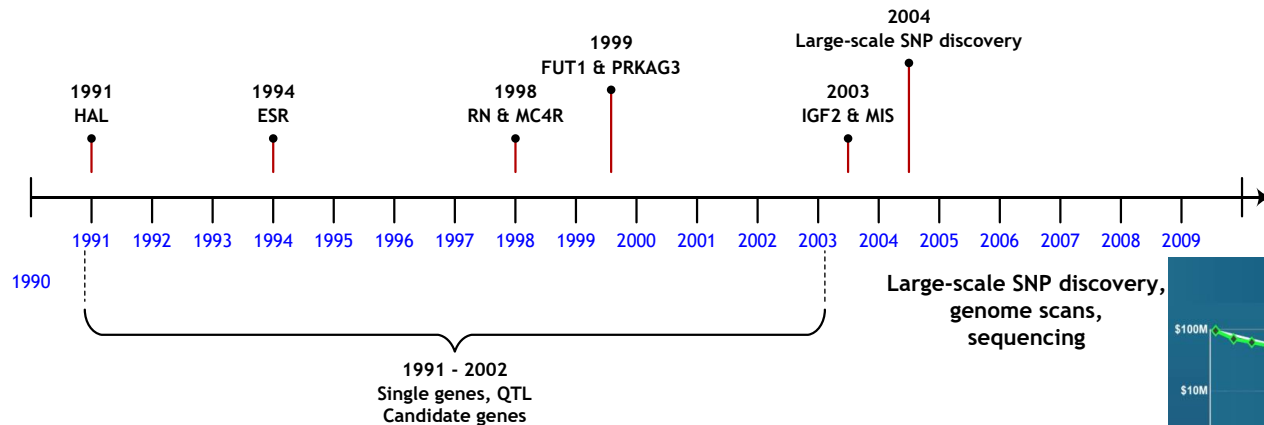 2004
Large-scale SNP discovery
1999
FUT1 & PRKAG3
1991
HAL
1994
ESR
1998
RN & MC4R
2003
IGF2 & MIS
1991 1992 1993 1994 1995 1996 1997 1998 1999 2000 2001 2002 2003 2004 2005 2006 2007 2008 2009
1990
Large-scale SNP discovery,
genome scans,
sequencing
$100M
$10M
1991 - 2002
Single genes, QTL
Candidate genes